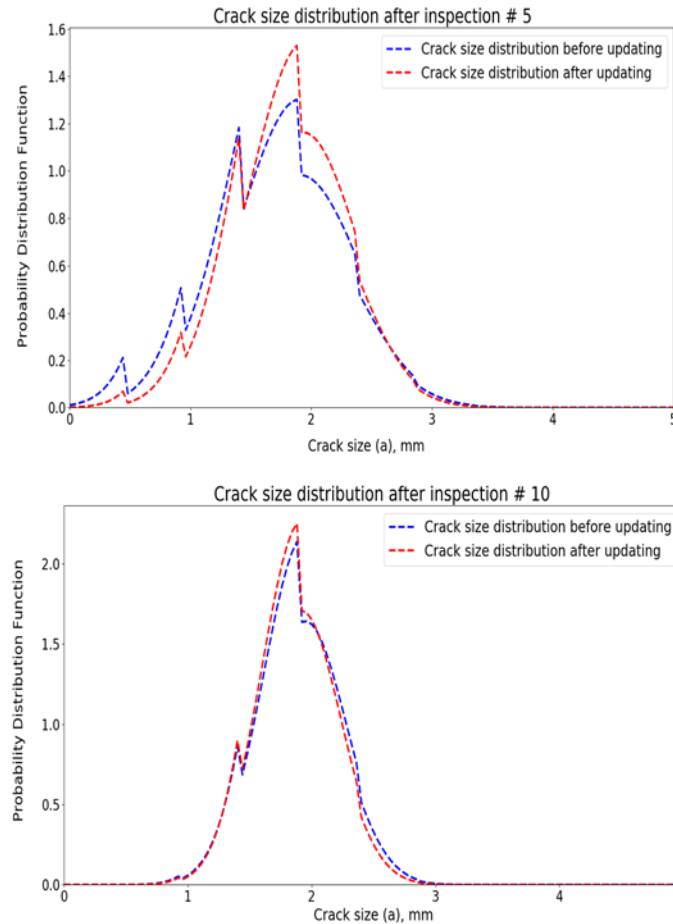 Crack size distribution after inspection # 5
1.6
Crack size distribution before updating
Crack size distribution after updating
1.4
1.2
1.0
0.8
0.6
0.4
0.2
0.0
Probability Distribution Function
0 1 2 3 4 5
Crack size (a), mm
Crack size distribution after inspection # 10
Crack size distribution before updating
Crack size distribution after updating
2.0
1.5
1.0
0.5
0.0
Probability Distribution Function
0 1 2 3 4
Crack size (a), mm